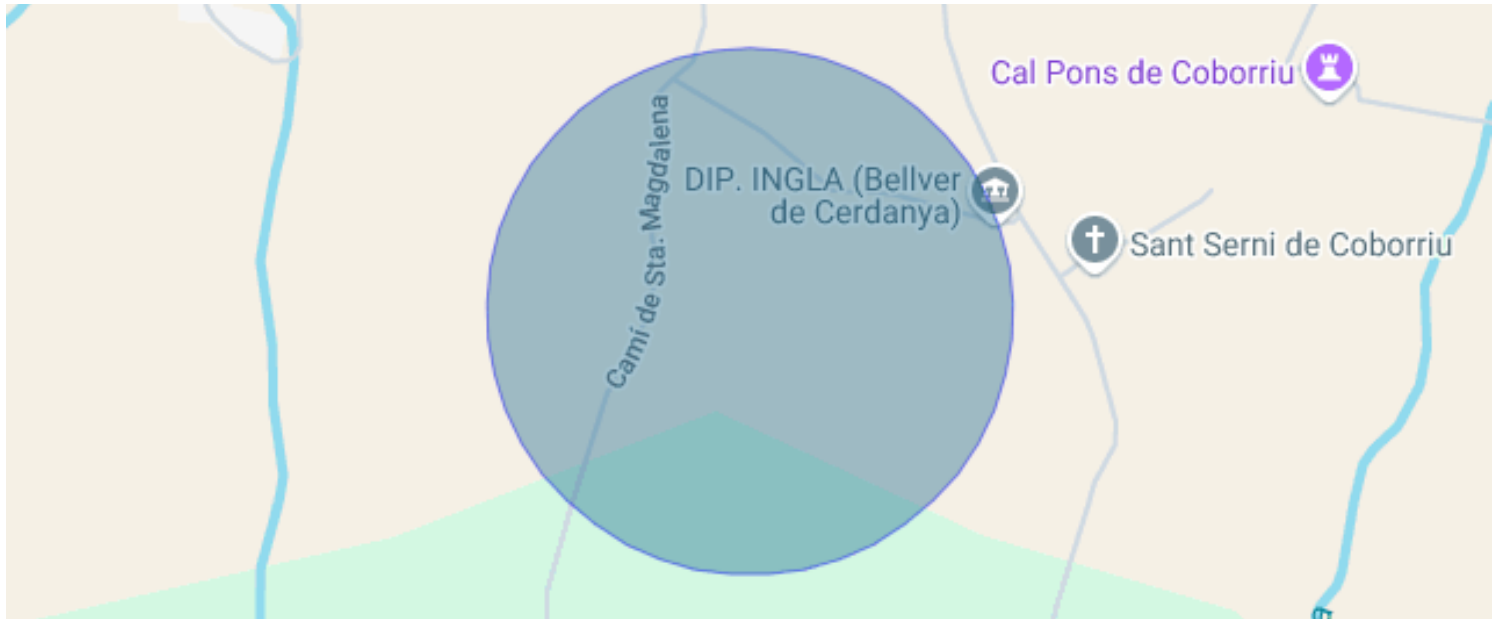 Cal Pons de Coborriu
DIP. INGLA (Bellver
de Cerdanya)
Camí de Sta. Magdalena
Sant Serni de Coborriu